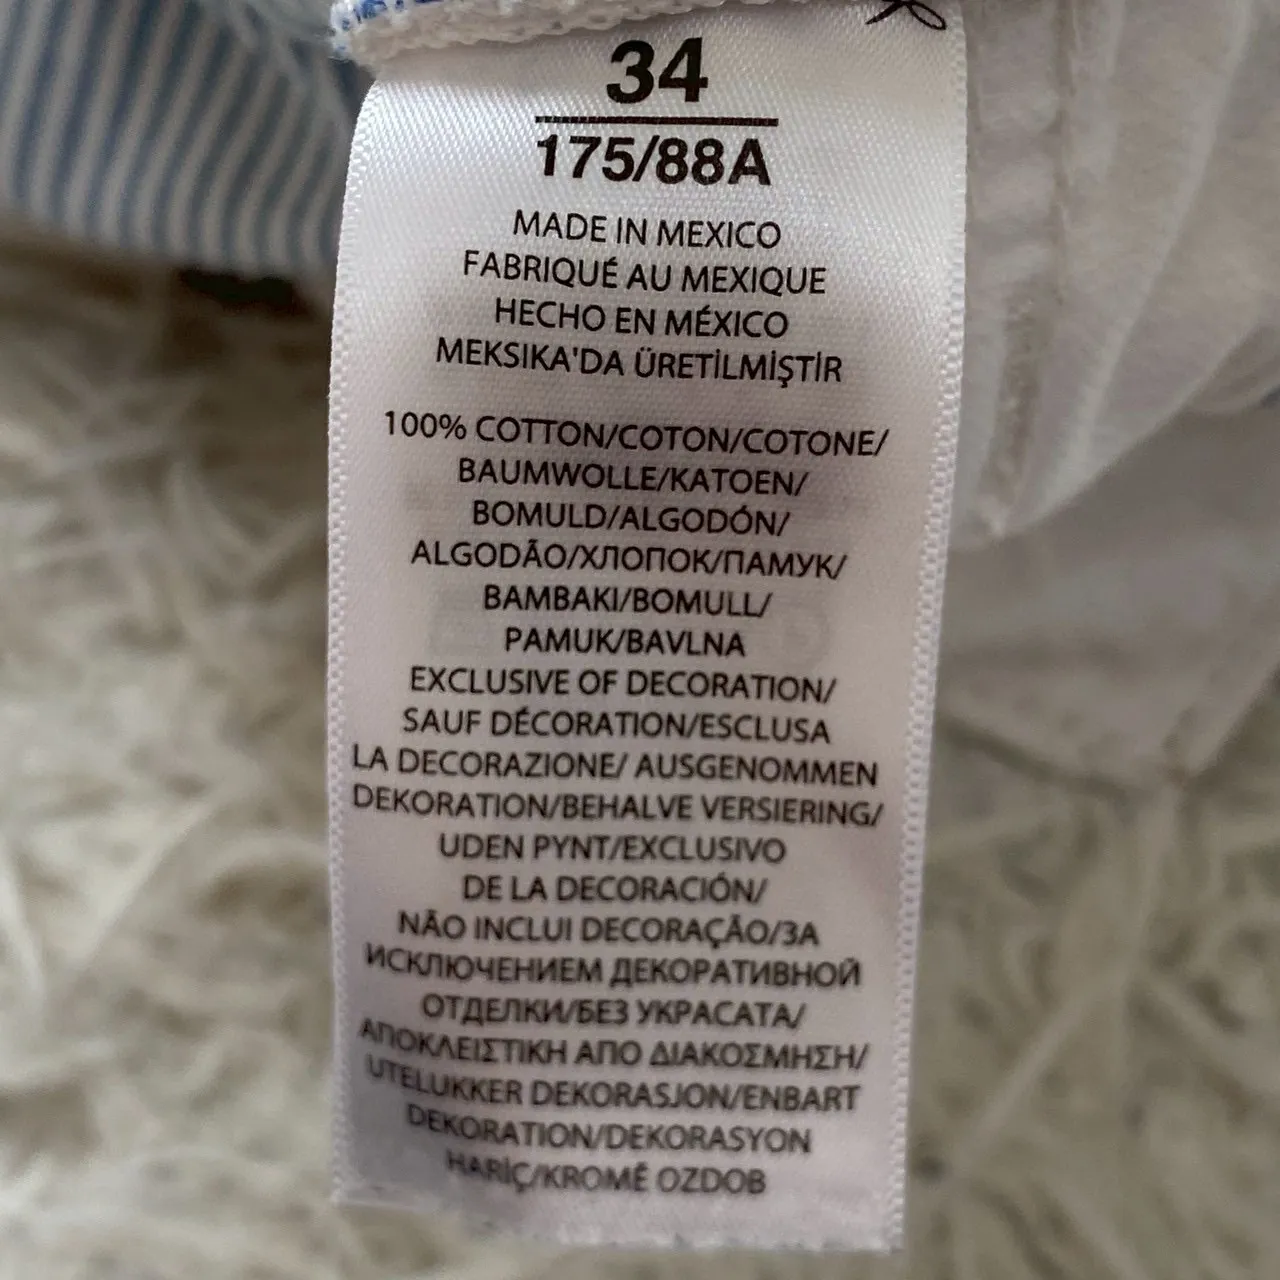 34
175/88A
MADE IN MEXICO
FABRIQUÉ AU MEXIQUE
HECHO EN MÉXICO
MEKSIKA'DA ÜRETİLMİŞTİR
100% COTTON/COTON/COTONE/
BAUMWOLLE/KATOEN/
BOMULD/ALGODÓN/
ALGODÃO/ХЛОПОК/ПАМУК/
BAMBAKI/BOMULL/
PAMUK/BAVLNA
EXCLUSIVE OF DECORATION/
SAUF DÉCORATION/ESCLUSA
LA DECORAZIONE/ AUSGENOMMEN
DEKORATION/BEHALVE VERSIERING/
UDEN PYNT/EXCLUSIVO
DE LA DECORACIÓN/
NÃO INCLUI DECORAÇÃO/ЗА
ИСКЛЮЧЕНИЕМ ДЕКОРАТИВНОЙ
ОТДЕЛКИ/БЕЗ УКРАСАТА/
ΑΠΟΚΛΕΙΣΤΙΚΗ ΑΠΟ ΔΙΑΚΟΣΜΗΣΗ/
UTELUKKER DEKORASJON/ENBART
DEKORATION/DEKORASYON
HARİÇ/KROMĚ OZDOB